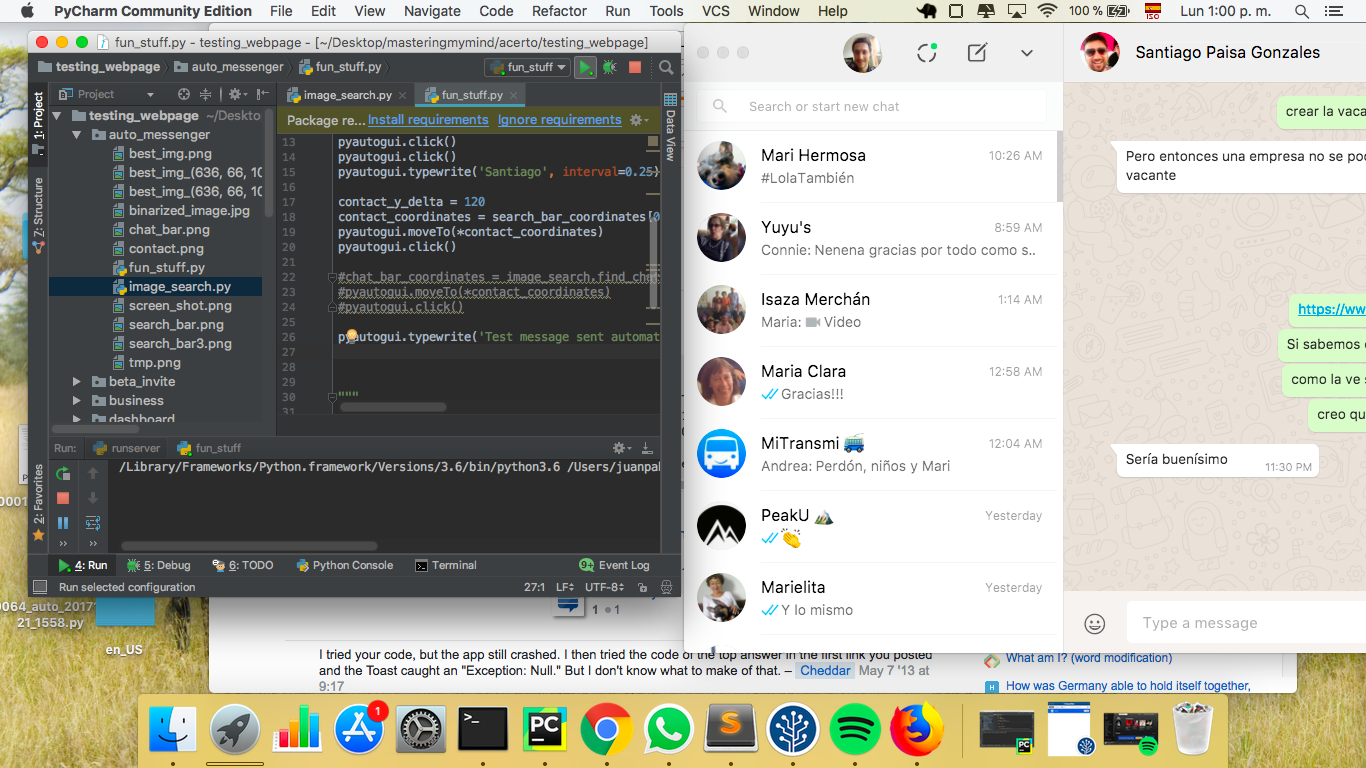 PyCharm Community Edition File Edit View Navigate Code Refactor Run Tools VCS Window Help 100 % ISO Lun 1:00 p. m.
fun_stuff.py - testing_webpage - [~/Desktop/masteringmymind/acerto/testing_webpage]
testing_webpage auto_messenger fun_stuff.py fun_stuff
1: Project
7: Structure
2: Favorites
Project
testing_webpage ~/Deskto
auto_messenger
best_img.png
best_img_(636, 66, 10
best_img_(636, 66, 10
binarized_image.jpg
chat_bar.png
contact.png
fun_stuff.py
image_search.py
screen_shot.png
search_bar.png
search_bar3.png
tmp.png
beta_invite
business
dashboard
image_search.py fun_stuff.py
Package re... Install requirements Ignore requirements
Data View
13 pyautogui.click()
14 pyautogui.click()
15 pyautogui.typewrite('Santiago', interval=0.25)
16
17 contact_y_delta = 120
18 contact_coordinates = search_bar_coordinates[0
19 pyautogui.moveTo(*contact_coordinates)
20 pyautogui.click()
21
22 #chat_bar_coordinates = image_search.find_cha
23 #pyautogui.moveTo(*contact_coordinates)
24 #pyautogui.click()
25
26 pyautogui.typewrite('Test message sent automat
27
28
29
30 """
31
Run: runserver fun_stuff
/Library/Frameworks/Python.framework/Versions/3.6/bin/python3.6 /Users/juanpa
4: Run 5: Debug 6: TODO Python Console Terminal 9+ Event Log
Run selected configuration 27:1 LF UTF-8
Search or start new chat
Mari Hermosa 10:26 AM
#LolaTambién
Yuyu's 8:59 AM
Connie: Nenena gracias por todo como s..
Isaza Merchán 1:14 AM
Maria: Video
Maria Clara 12:58 AM
Gracias!!!
MiTransmi 12:04 AM
Andrea: Perdón, niños y Mari
PeakU Yesterday
Marielita Yesterday
Y lo mismo
Santiago Paisa Gonzales
crear la vaca
Pero entonces una empresa no se pod
vacante
https://ww
Si sabemos
como la ve s
creo qu
Sería buenísimo 11:30 PM
Type a message
0064_auto_2017
21_1558.py
en_US
1 1
I tried your code, but the app still crashed. I then tried the code of the top answer in the first link you posted
and the Toast caught an "Exception: Null." But I don't know what to make of that. – Cheddar May 7 '13 at
9:17
What am I? (word modification)
H How was Germany able to hold itself together,
1
>_
PC
S
PC